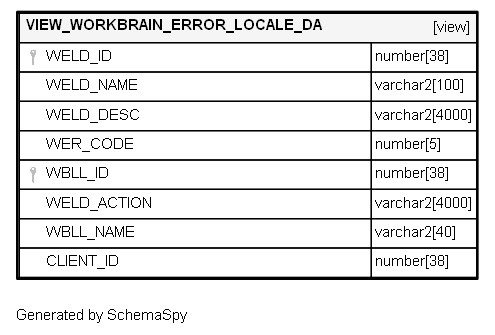 VIEW_WORKBRAIN_ERROR_LOCALE_DA [view]
WELD_ID number[38]
WELD_NAME varchar2[100]
WELD_DESC varchar2[4000]
WER_CODE number[5]
WBLL_ID number[38]
WELD_ACTION varchar2[4000]
WBLL_NAME varchar2[40]
CLIENT_ID number[38]
Generated by SchemaSpy